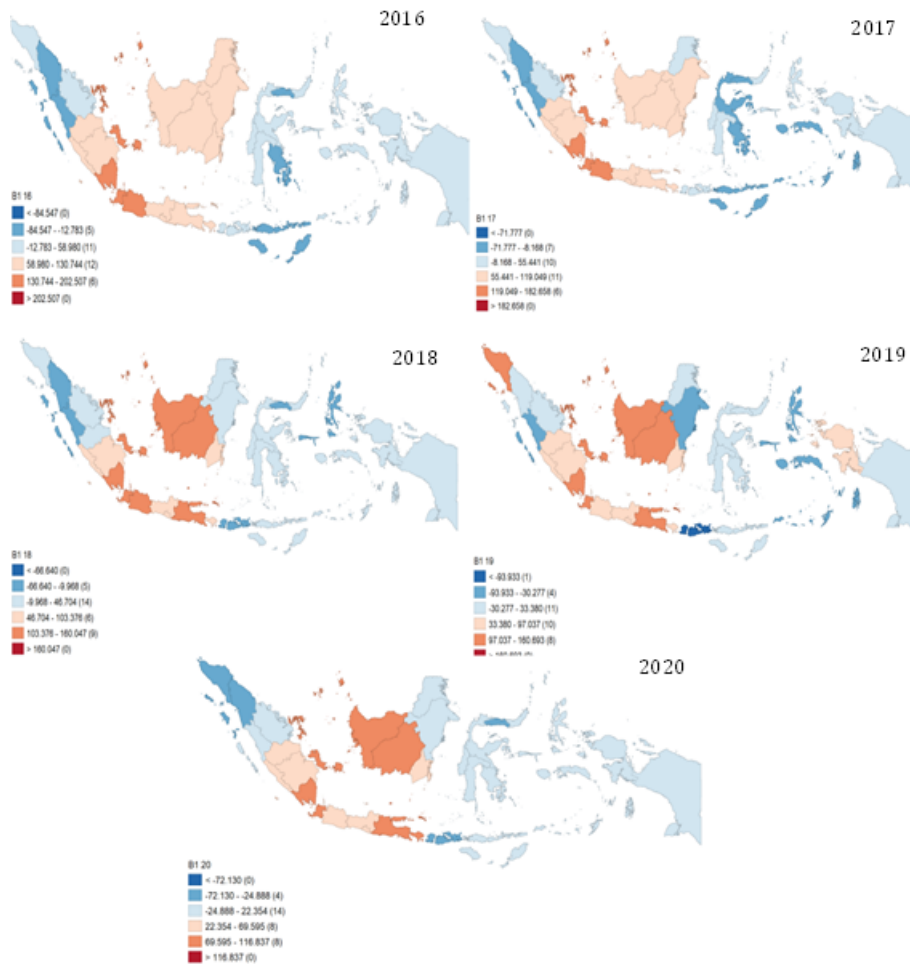 2016
B1 16
< -84.547 (0)
-84.547 - -12.783 (5)
-12.783 - 58.980 (11)
58.980 - 130.744 (12)
130.744 - 202.507 (6)
> 202.507 (0)
2017
B1 17
< -71.777 (0)
-71.777 - -8.168 (7)
-8.168 - 55.441 (10)
55.441 - 119.049 (11)
119.049 - 182.658 (6)
> 182.658 (0)
2018
B1 18
< -66.640 (0)
-66.640 - -9.968 (5)
-9.968 - 46.704 (14)
46.704 - 103.376 (6)
103.376 - 160.047 (9)
> 160.047 (0)
2019
B1 19
< -93.933 (1)
-93.933 - -30.277 (4)
-30.277 - 33.380 (11)
33.380 - 97.037 (10)
97.037 - 160.693 (8)
2020
B1 20
< -72.130 (0)
-72.130 - -24.888 (4)
-24.888 - 22.354 (14)
22.354 - 69.595 (8)
69.595 - 116.837 (8)
> 116.837 (0)